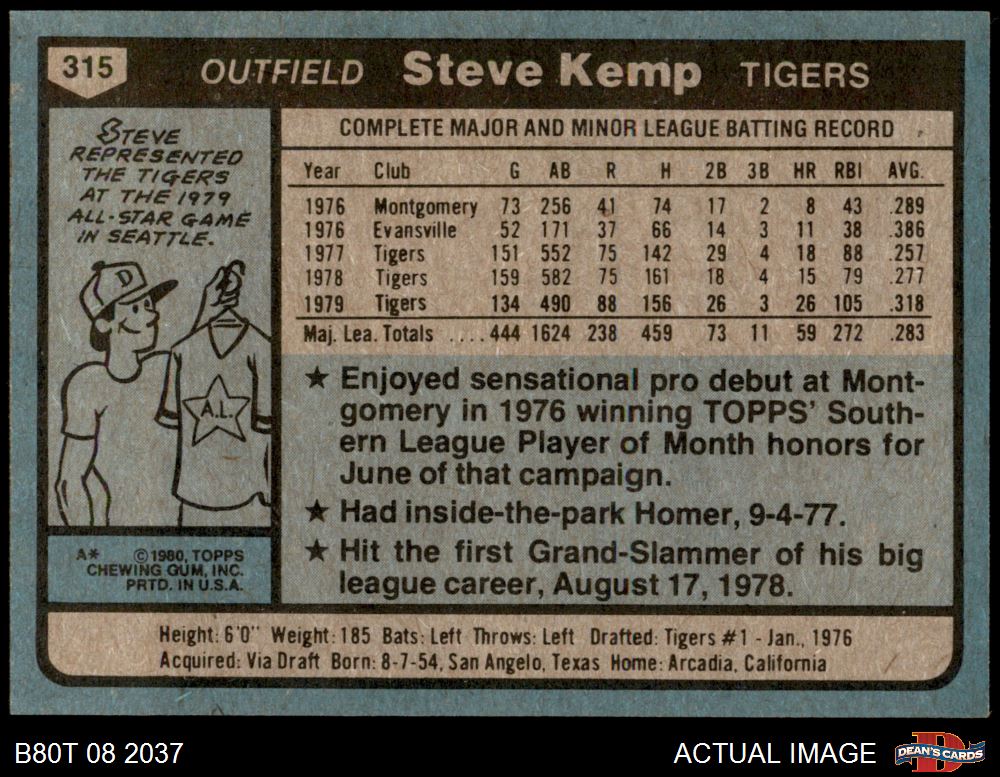 315 OUTFIELD Steve Kemp TIGERS
STEVE
REPRESENTED
THE TIGERS
AT THE 1979
ALL-STAR GAME
IN SEATTLE.
D
A.L.
A* © 1980, TOPPS
CHEWING GUM, INC.
PRTD. IN U.S.A.
COMPLETE MAJOR AND MINOR LEAGUE BATTING RECORD
Year Club G AB R H 2B 3B HR RBI AVG.
1976 Montgomery 73 256 41 74 17 2 8 43 .289
1976 Evansville 52 171 37 66 14 3 11 38 .386
1977 Tigers 151 552 75 142 29 4 18 88 .257
1978 Tigers 159 582 75 161 18 4 15 79 .277
1979 Tigers 134 490 88 156 26 3 26 105 .318
Maj. Lea. Totals .... 444 1624 238 459 73 11 59 272 .283
★ Enjoyed sensational pro debut at Mont-
gomery in 1976 winning TOPPS' South-
ern League Player of Month honors for
June of that campaign.
★ Had inside-the-park Homer, 9-4-77.
★ Hit the first Grand-Slammer of his big
league career, August 17, 1978.
Height: 6'0" Weight: 185 Bats: Left Throws: Left Drafted: Tigers #1 - Jan., 1976
Acquired: Via Draft Born: 8-7-54, San Angelo, Texas Home: Arcadia, California
B80T 08 2037 ACTUAL IMAGE DEAN'S CARDS